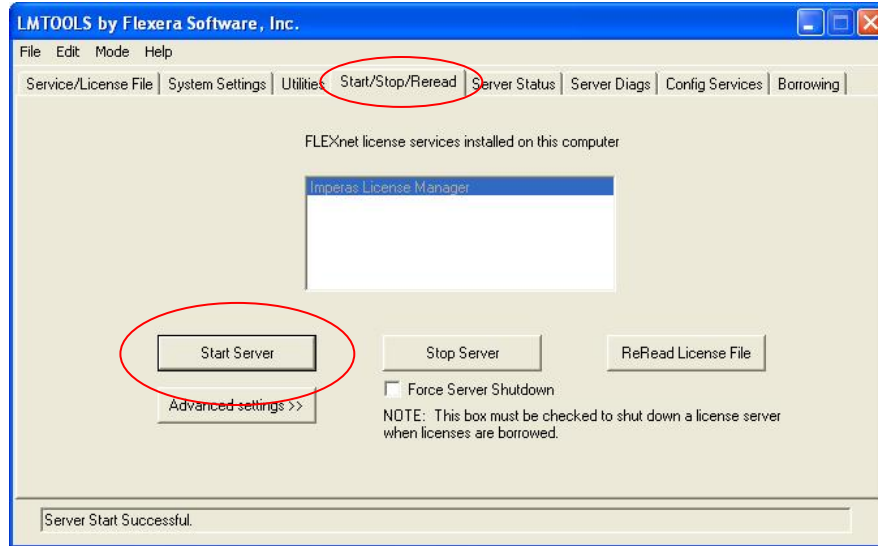 LMTOOLS by Flexera Software, Inc.
File Edit Mode Help
Service/License File System Settings Utilities Start/Stop/Reread Server Status Server Diags Config Services Borrowing
FLEXnet license services installed on this computer
Imperas License Manager
Start Server Stop Server ReRead License File
Advanced settings >> Force Server Shutdown
NOTE: This box must be checked to shut down a license server
when licenses are borrowed.
Server Start Successful.